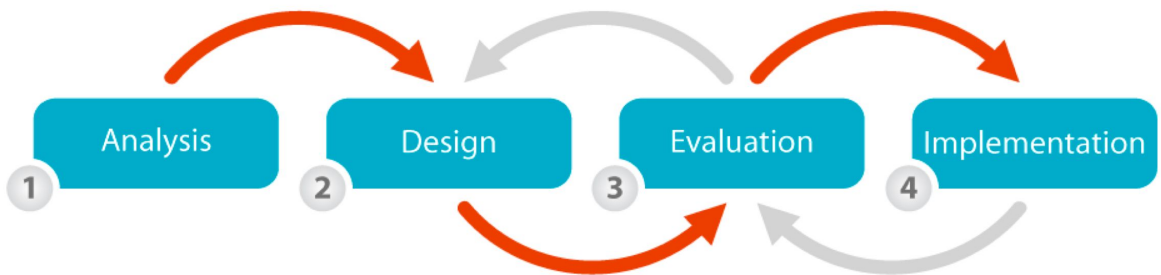 Analysis
1
Design
2
Evaluation
3
Implementation
4